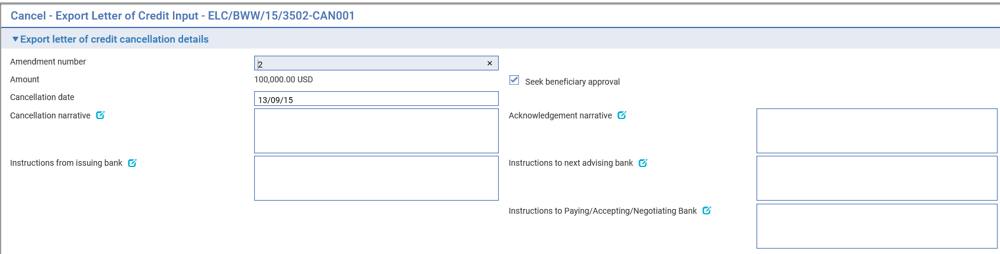 Cancel - Export Letter of Credit Input - ELC/BWW/15/3502-CAN001
Export letter of credit cancellation details
Amendment number 2 ×
Amount 100,000.00 USD Seek beneficiary approval
Cancellation date 13/09/15
Cancellation narrative Acknowledgement narrative
Instructions from issuing bank Instructions to next advising bank
Instructions to Paying/Accepting/Negotiating Bank